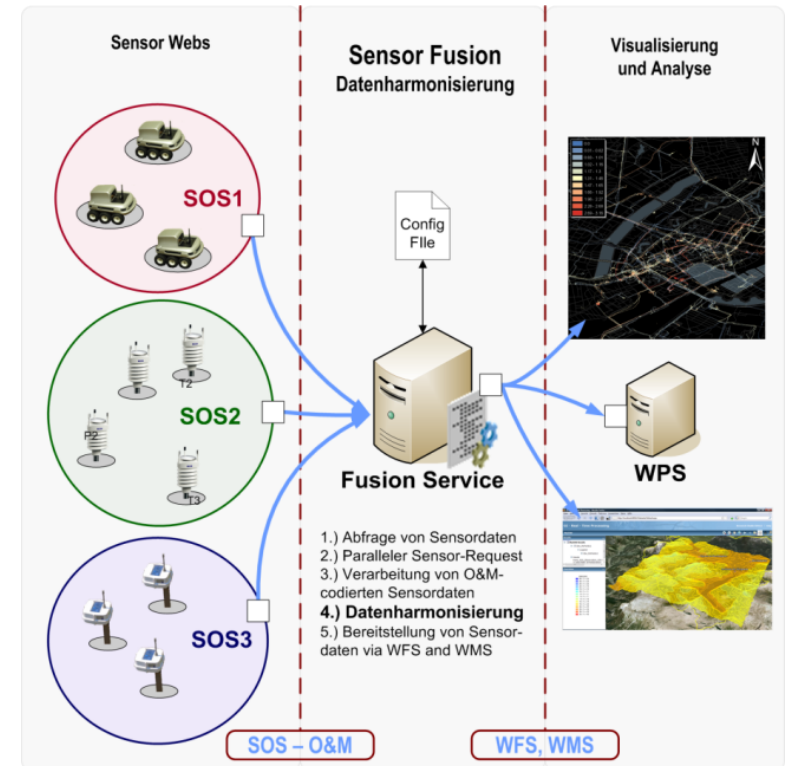 Sensor Webs
Sensor Fusion
Datenharmonisierung
Visualisierung
und Analyse
SOS1
SOS2
T2
P2
T3
SOS3
Config
FIle
Fusion Service
1.) Abfrage von Sensordaten
2.) Paralleler Sensor-Request
3.) Verarbeitung von O&M-
codierten Sensordaten
4.) Datenharmonisierung
5.) Bereitstellung von Sensor-
daten via WFS and WMS
N
WPS
SOS – O&M
WFS, WMS